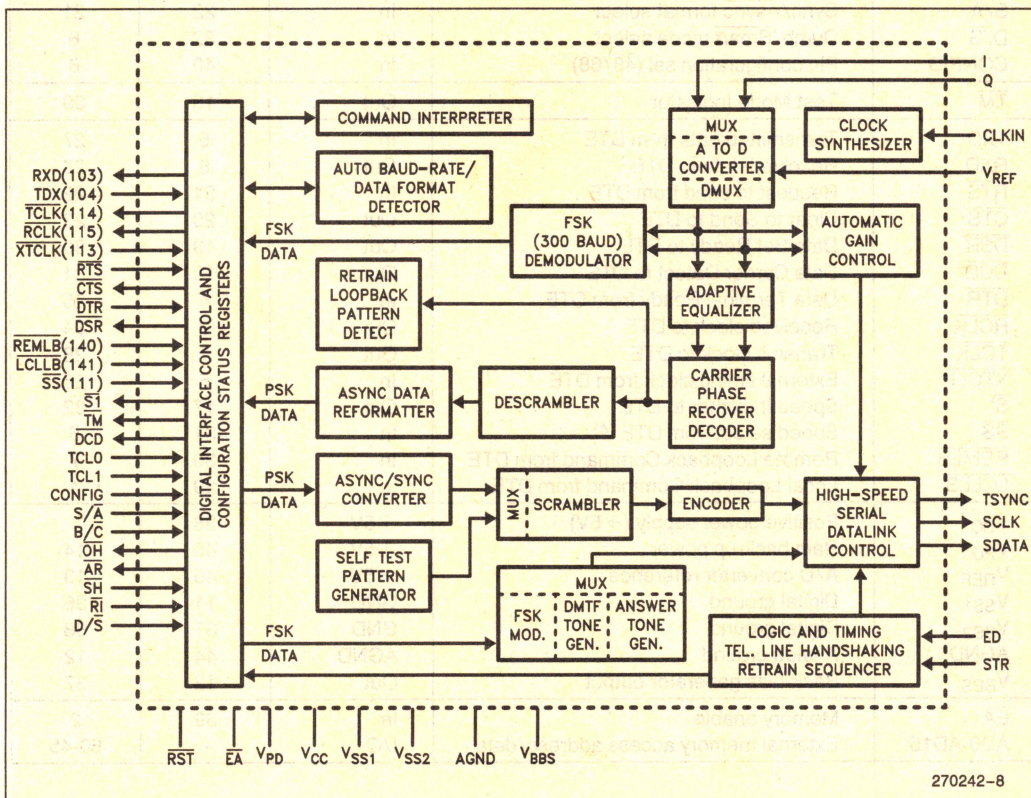 COMMAND INTERPRETER
AUTO BAUD-RATE/
DATA FORMAT
DETECTOR
FSK
DATA
RETRAIN
LOOPBACK
PATTERN
DETECT
FSK
(300 BAUD)
DEMODULATOR
MUX
A TO D
CONVERTER
DMUX
CLOCK
SYNTHESIZER
I
Q
CLKIN
VREF
AUTOMATIC
GAIN
CONTROL
ADAPTIVE
EQUALIZER
CARRIER
PHASE
RECOVER
DECODER
DESCRAMBLER
ASYNC DATA
REFORMATTER
PSK
DATA
PSK
DATA
ASYNC/SYNC
CONVERTER
MUX
SCRAMBLER
ENCODER
HIGH-SPEED
SERIAL
DATALINK
CONTROL
TSYNC
SCLK
SDATA
SELF TEST
PATTERN
GENERATOR
MUX
FSK
MOD.
DMTF
TONE
GEN.
ANSWER
TONE
GEN.
FSK
DATA
LOGIC AND TIMING
TEL. LINE HANDSHAKING
RETRAIN SEQUENCER
ED
STR
DIGITAL INTERFACE CONTROL AND
CONFIGURATION STATUS REGISTERS
RXD(103)
TDX(104)
TCLK(114)
RCLK(115)
XTCLK(113)
RTS
CTS
DTR
DSR
REMLB(140)
LCLLB(141)
SS(111)
S1
TM
DCD
TCL0
TCL1
CONFIG
S/A
B/C
OH
AR
SH
RI
D/S
RST
EA
VPD
VCC
VSS1
VSS2
AGND
VBBS
270242-8